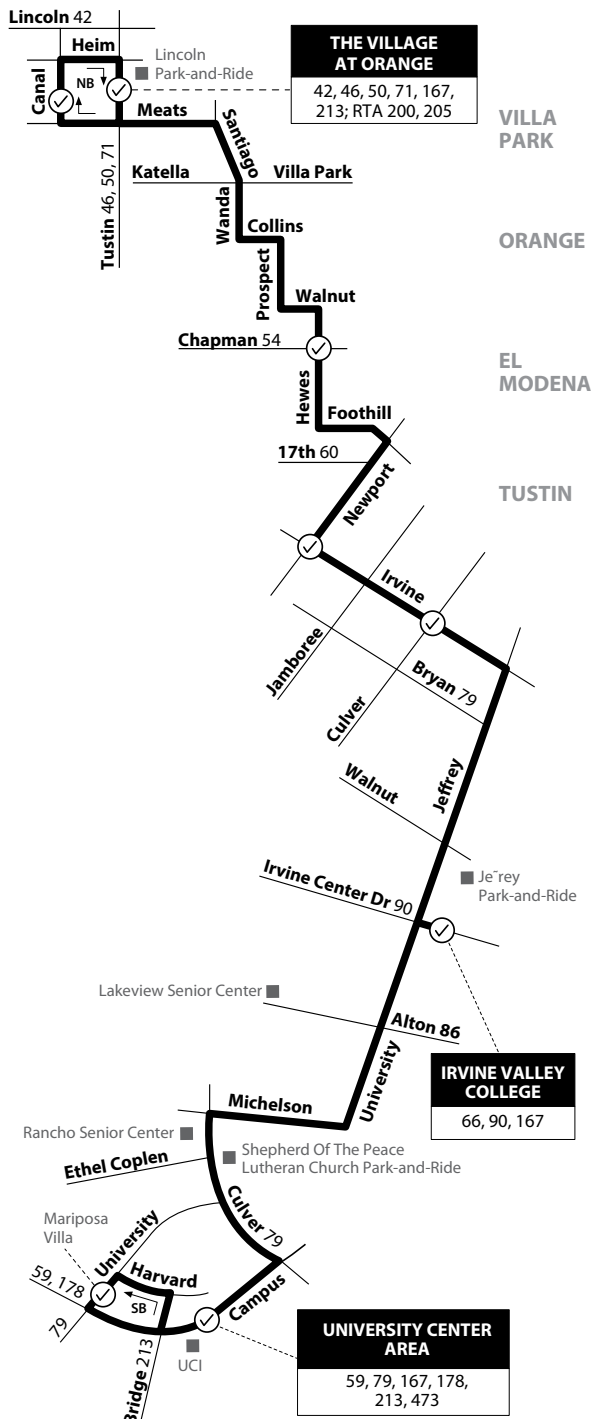 Lincoln 42
Heim
Canal
NB
Lincoln
Park-and-Ride
THE VILLAGE
AT ORANGE
42, 46, 50, 71, 167,
213; RTA 200, 205
VILLA
PARK
Meats
Santiago
Tustin 46, 50, 71
Katella
Villa Park
Wanda
Collins
ORANGE
Prospect
Walnut
Chapman 54
EL
MODENA
Hewes
Foothill
17th 60
Newport
TUSTIN
Irvine
Jamboree
Culver
Bryan 79
Jeffrey
Walnut
Je˜rey
Park-and-Ride
Irvine Center Dr 90
Lakeview Senior Center
Alton 86
University
IRVINE VALLEY
COLLEGE
66, 90, 167
Michelson
Rancho Senior Center
Shepherd Of The Peace
Lutheran Church Park-and-Ride
Ethel Coplen
Culver 79
Mariposa
Villa
University
Harvard
59, 178
SB
Campus
79
Bridge 213
UCI
UNIVERSITY CENTER
AREA
59, 79, 167, 178,
213, 473